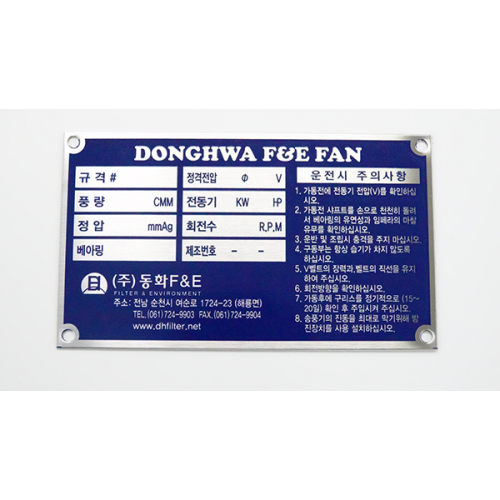 DONGHWA F&E FAN
규격# 정격전압 Φ V
풍량 CMM 전동기 KW HP
정압 mmAg 회전수 R.P.M
베아링 제조번호 - -
(주) 동화F&E
FILTER & ENVIRONMENT
주소: 전남 순천시 여순로 1724-23 (해룡면)
TEL.(061)724-9903 FAX.(061)724-9904
www.dhfilter.net
운전시 주의사항
1. 가동전에 전동기 전압(V)를 확인하십
시오.
2. 가동전 샤프트를 손으로 천천히 돌려
서 베아링의 유연성과 임페라의 마찰
유무를 확인하십시오.
3. 운반 및 조립시 충격을 주지 마십시오.
4. 구동부는 항상 습기가 차지 않도록
하십시오.
5. V벨트의 장력과,벨트의 직선을 유지
하여 주십시오.
6. 회전방향을 확인하십시오.
7. 가동후에 구리스를 정기적으로 (15~
20일) 확인 후 주입시켜 주십시오.
8. 송풍기의 진동을 최대로 막기위해 방
진장치를 사용 설치하십시오.